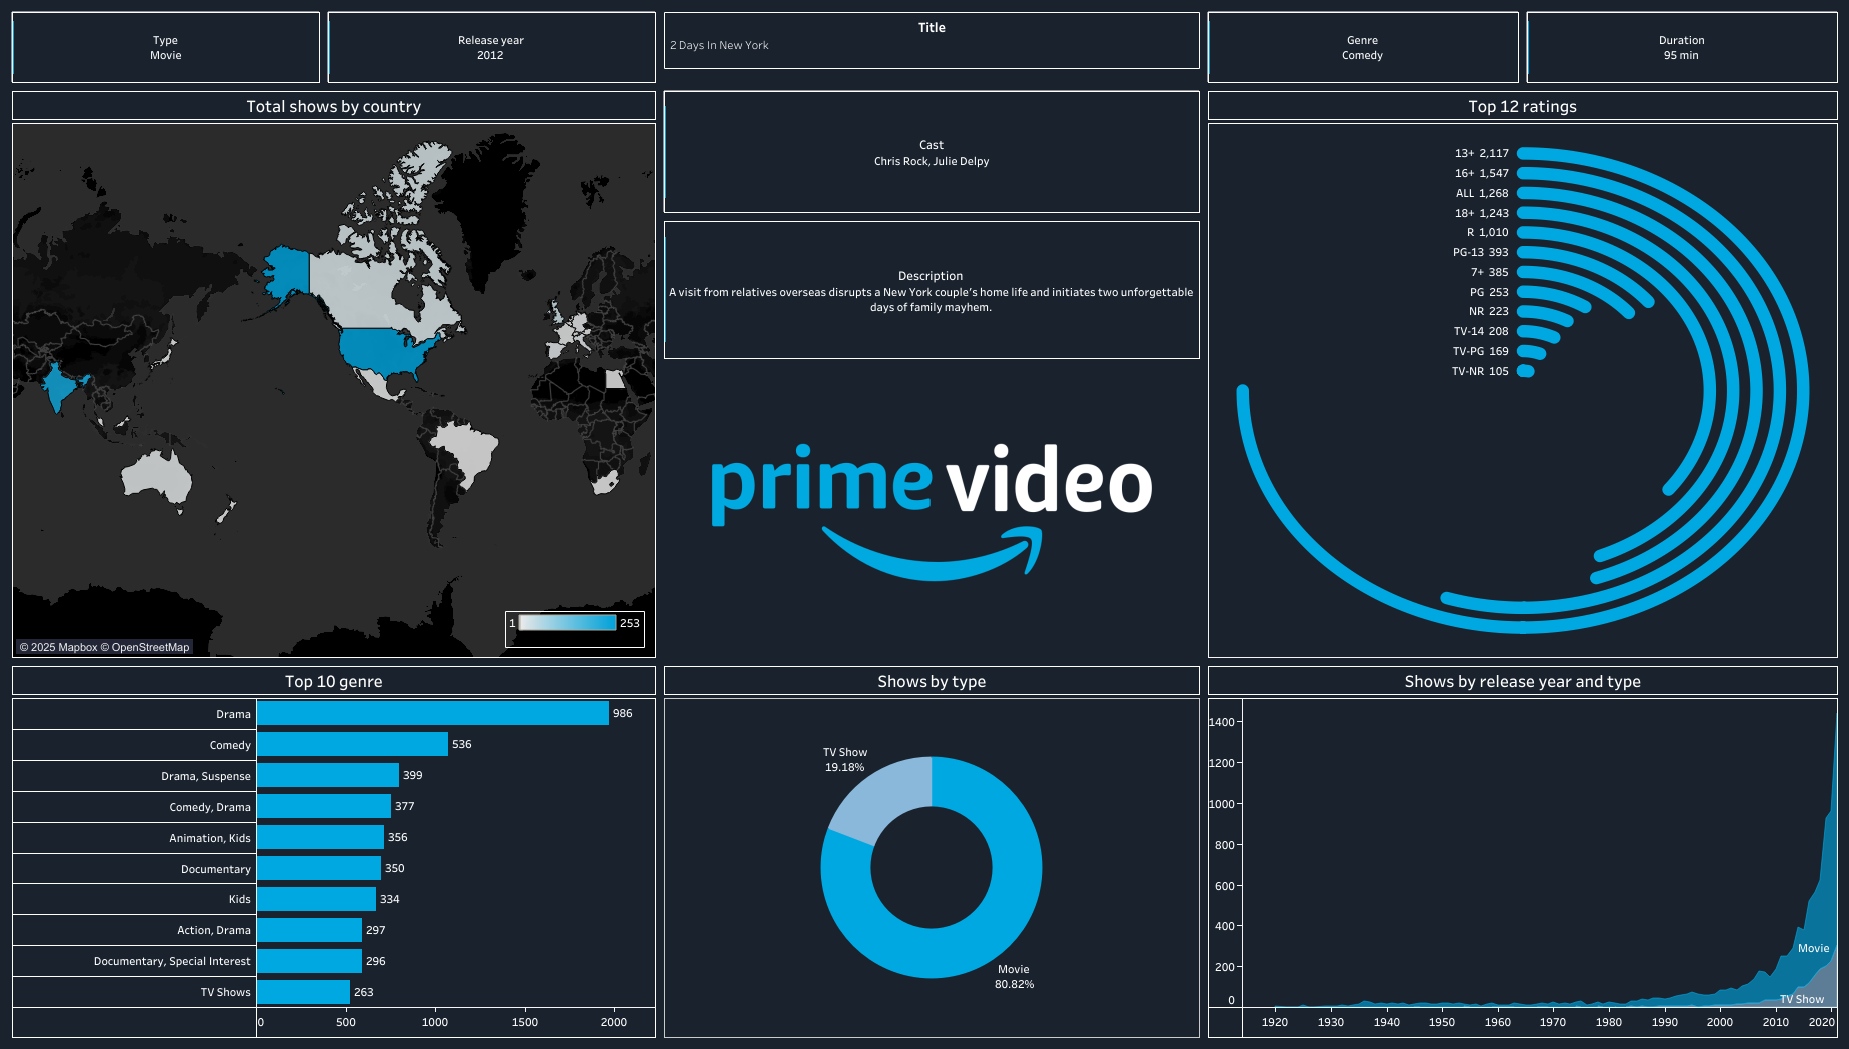 Type
Movie
Release year
2012
Title
2 Days In New York
Genre
Comedy
Duration
95 min
Total shows by country
1
253
© 2025 Mapbox © OpenStreetMap
Cast
Chris Rock, Julie Delpy
Description
A visit from relatives overseas disrupts a New York couple's home life and initiates two unforgettable
days of family mayhem.
prime video
Top 12 ratings
13+ 2,117
16+ 1,547
ALL 1,268
18+ 1,243
R 1,010
PG-13 393
7+ 385
PG 253
NR 223
TV-14 208
TV-PG 169
TV-NR 105
Top 10 genre
Drama 986
Comedy 536
Drama, Suspense 399
Comedy, Drama 377
Animation, Kids 356
Documentary 350
Kids 334
Action, Drama 297
Documentary, Special Interest 296
TV Shows 263
0 500 1000 1500 2000
Shows by type
TV Show
19.18%
Movie
80.82%
Shows by release year and type
1400
1200
1000
800
600
400
200
0
Movie
TV Show
1920 1930 1940 1950 1960 1970 1980 1990 2000 2010 2020